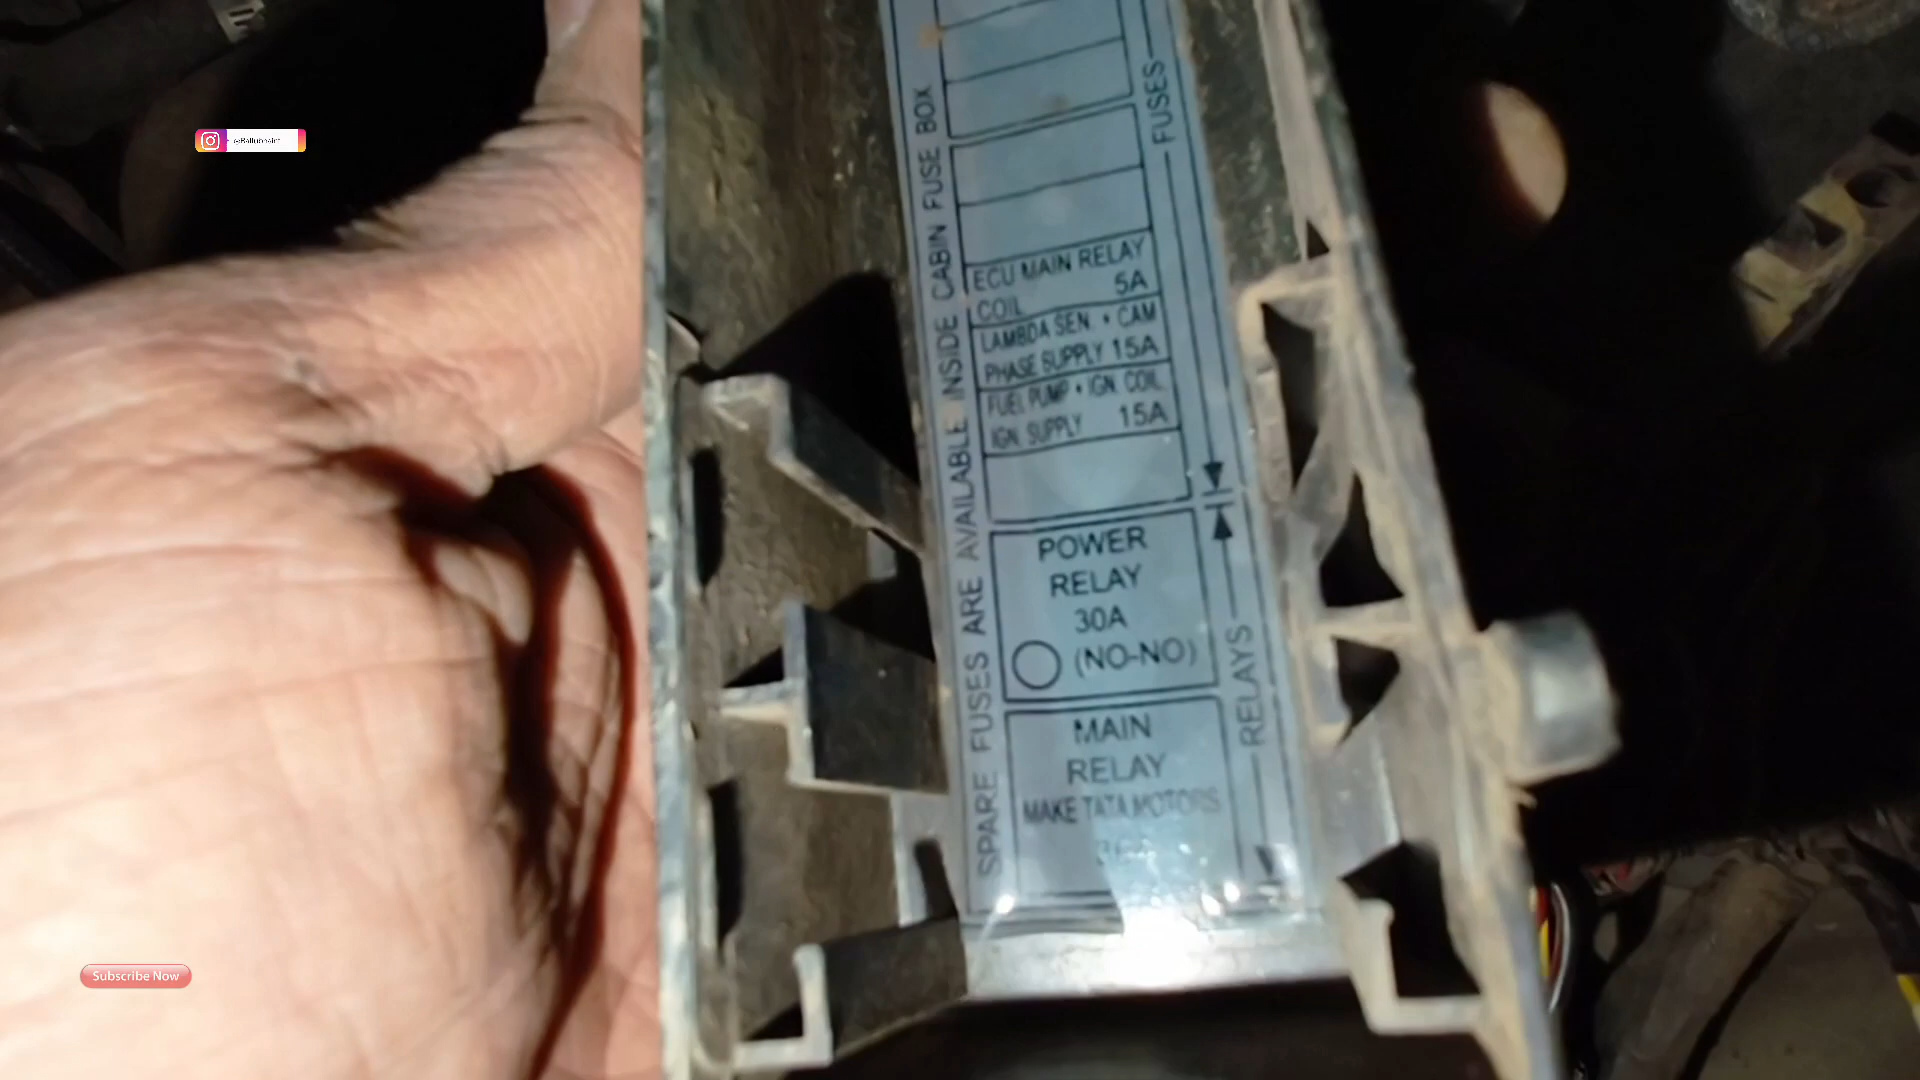 SPARE FUSES ARE AVAILABLE INSIDE CABIN FUSE BOX
FUSES
ECU MAIN RELAY
5A
COIL
LAMBDA SEN. • CAM
PHASE SUPPLY 15A
FUEL PUMP • IGN. COIL
IGN. SUPPLY 15A
POWER
RELAY
30A
(NO-NO)
RELAYS
MAIN
RELAY
MAKE TATA MOTORS
Subscribe Now